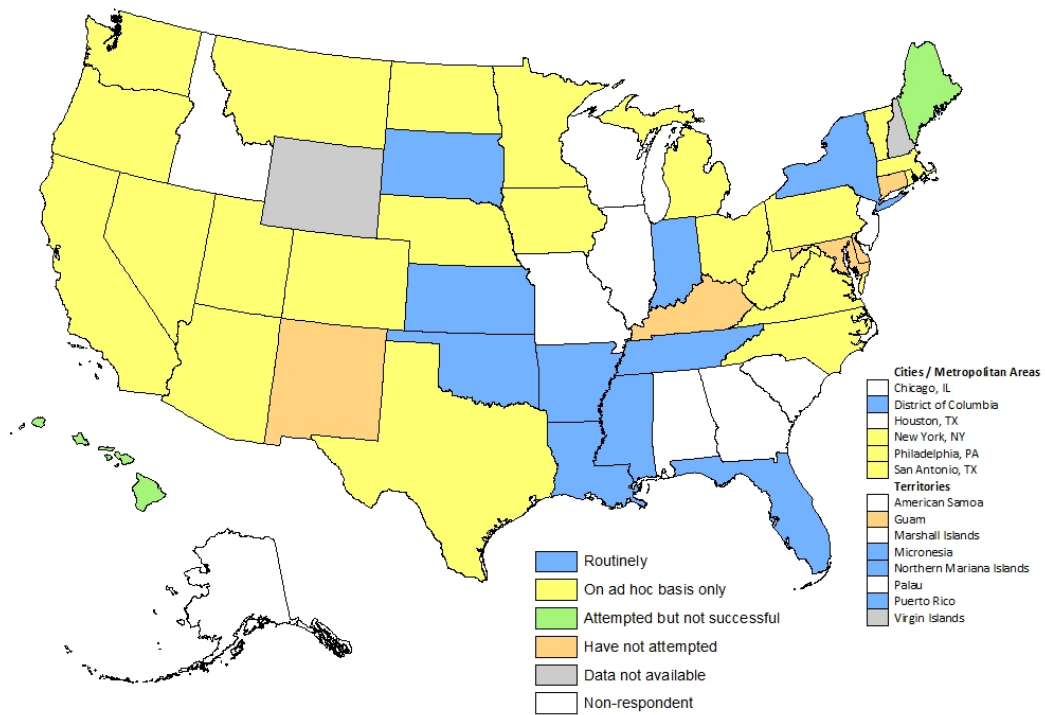 Cities / Metropolitan Areas
Chicago, IL
District of Columbia
Houston, TX
New York, NY
Philadelphia, PA
San Antonio, TX
Territories
American Samoa
Guam
Marshall Islands
Micronesia
Northern Mariana Islands
Palau
Puerto Rico
Virgin Islands
Routinely
On ad hoc basis only
Attempted but not successful
Have not attempted
Data not available
Non-respondent